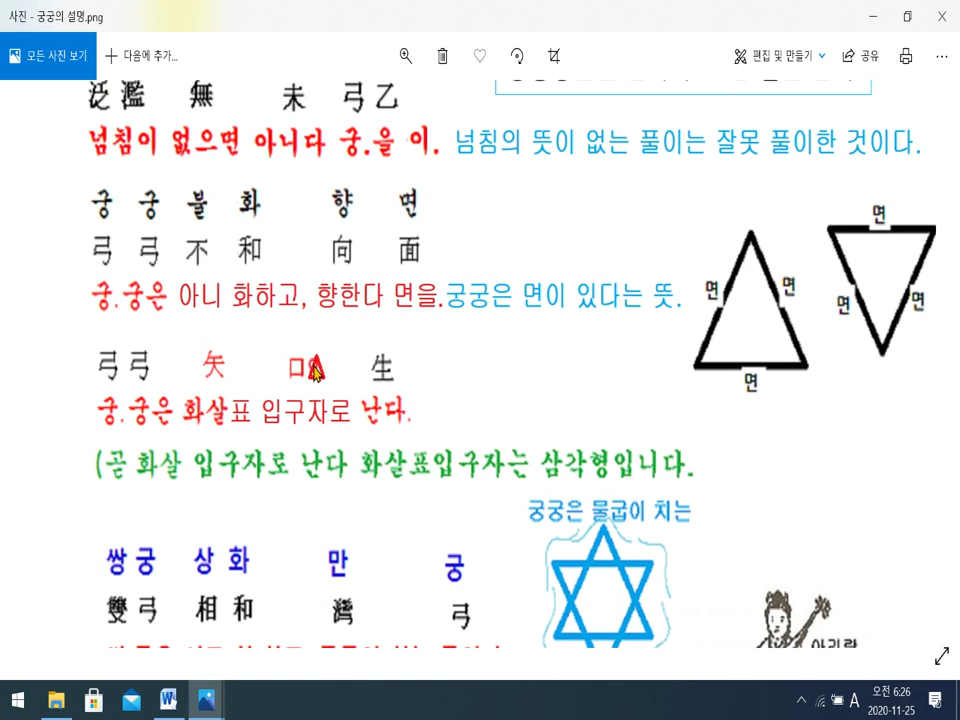 사진 - 궁궁의 설명.png
모든 사진 보기
다음에 추가...
편집 및 만들기
공유
泛 濫 無 未 弓 乙
넘침이 없으면 아니다 궁.을 이. 넘침의 뜻이 없는 풀이는 잘못 풀이한 것이다.
궁 궁 불 화 향 면
弓 弓 不 和 向 面
궁.궁은 아니 화하고, 향한다 면을.궁궁은 면이 있다는 뜻.
면
면 면
면
면
면 면
弓 弓 矢 口 生
궁.궁은 화살표 입구자로 난다.
(곧 화살 입구자로 난다 화살표입구자는 삼각형입니다.
궁궁은 물굽이 치는
쌍 궁 상 화 만 궁
雙 弓 相 和 灣 弓
아리랑
A
오전 6:26
2020-11-25